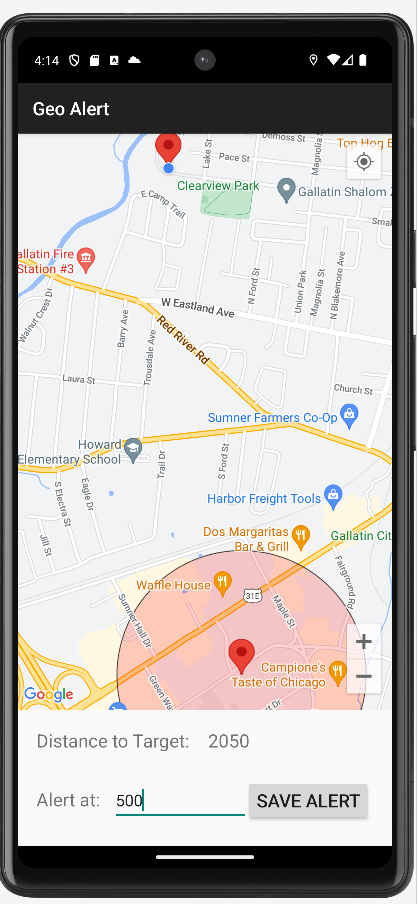 4:14
Geo Alert
Demoss St
Top Hog B
Lake St
Pace St
Magnolia S
Clearview Park
Gallatin Shalom Z
E Camp Trail
Smal
allatin Fire
Station #3
N Ford St
Union Park
Magnolia St
N Blakemore Ave
Walnut Crest Dr
W Eastland Ave
Barry Ave
Trousdale Ave
Red River Rd
Laura St
Church St
Sumner Farmers Co-Op
Howard
Elementary School
Trail Dr
S Ford St
S Electra St
Eagle Dr
Harbor Freight Tools
Jill St
Dos Margaritas
Bar & Grill
Gallatin Cit
Fairground Rd
Waffle House
31E
Maple St
Sumner Hall Dr
+
Campione's
Taste of Chicago
−
Green Wa
Google
Distance to Target: 2050
Alert at: 500
SAVE ALERT